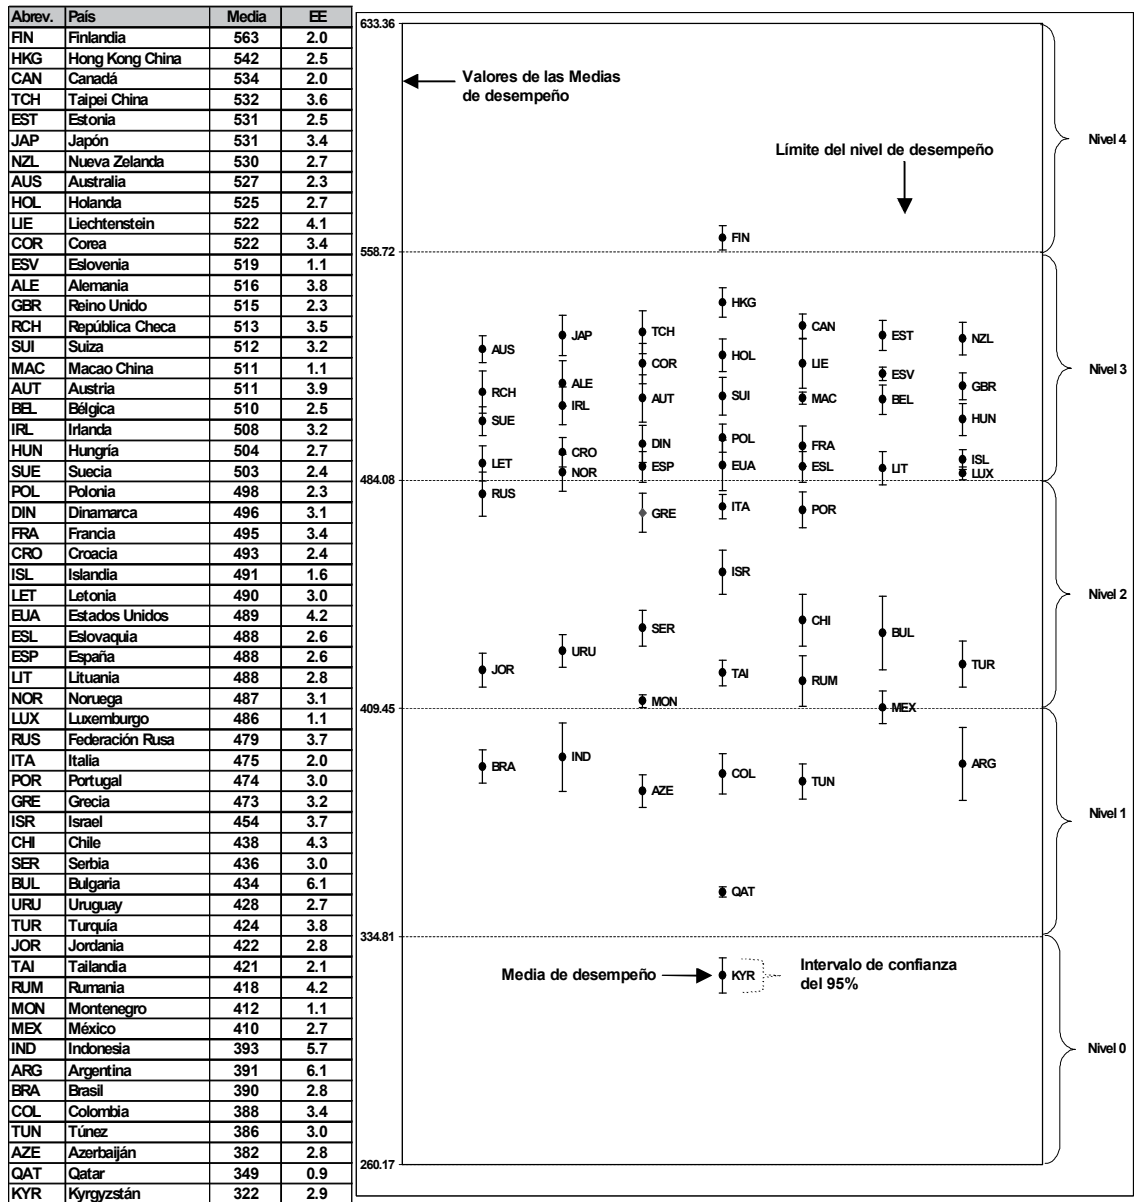 Abrev. País Media EE
FIN Finlandia 563 2.0
HKG Hong Kong China 542 2.5
CAN Canadá 534 2.0
TCH Taipei China 532 3.6
EST Estonia 531 2.5
JAP Japón 531 3.4
NZL Nueva Zelanda 530 2.7
AUS Australia 527 2.3
HOL Holanda 525 2.7
LIE Liechtenstein 522 4.1
COR Corea 522 3.4
ESV Eslovenia 519 1.1
ALE Alemania 516 3.8
GBR Reino Unido 515 2.3
RCH República Checa 513 3.5
SUI Suiza 512 3.2
MAC Macao China 511 1.1
AUT Austria 511 3.9
BEL Bélgica 510 2.5
IRL Irlanda 508 3.2
HUN Hungría 504 2.7
SUE Suecia 503 2.4
POL Polonia 498 2.3
DIN Dinamarca 496 3.1
FRA Francia 495 3.4
CRO Croacia 493 2.4
ISL Islandia 491 1.6
LET Letonia 490 3.0
EUA Estados Unidos 489 4.2
ESL Eslovaquia 488 2.6
ESP España 488 2.6
LIT Lituania 488 2.8
NOR Noruega 487 3.1
LUX Luxemburgo 486 1.1
RUS Federación Rusa 479 3.7
ITA Italia 475 2.0
POR Portugal 474 3.0
GRE Grecia 473 3.2
ISR Israel 454 3.7
CHI Chile 438 4.3
SER Serbia 436 3.0
BUL Bulgaria 434 6.1
URU Uruguay 428 2.7
TUR Turquía 424 3.8
JOR Jordania 422 2.8
TAI Tailandia 421 2.1
RUM Rumania 418 4.2
MON Montenegro 412 1.1
MEX México 410 2.7
IND Indonesia 393 5.7
ARG Argentina 391 6.1
BRA Brasil 390 2.8
COL Colombia 388 3.4
TUN Túnez 386 3.0
AZE Azerbaiján 382 2.8
QAT Qatar 349 0.9
KYR Kyrgyzstán 322 2.9
633.36
Valores de las Medias
de desempeño
Límite del nivel de desempeño
Nivel 4
FIN
558.72
HKG
CAN
TCH
JAP
EST
NZL
AUS
HOL
COR
LIE
ESV
Nivel 3
ALE
GBR
RCH
SUI
AUT
MAC
BEL
IRL
HUN
SUE
POL
DIN
FRA
CRO
ISL
LET
EUA
ESP
ESL
LIT
NOR
LUX
484.08
RUS
ITA
POR
GRE
ISR
Nivel 2
CHI
SER
BUL
URU
TUR
JOR
TAI
RUM
MON
409.45
MEX
IND
ARG
BRA
COL
TUN
AZE
Nivel 1
QAT
334.81
Media de desempeño
KYR
Intervalo de confianza
del 95%
Nivel 0
260.17